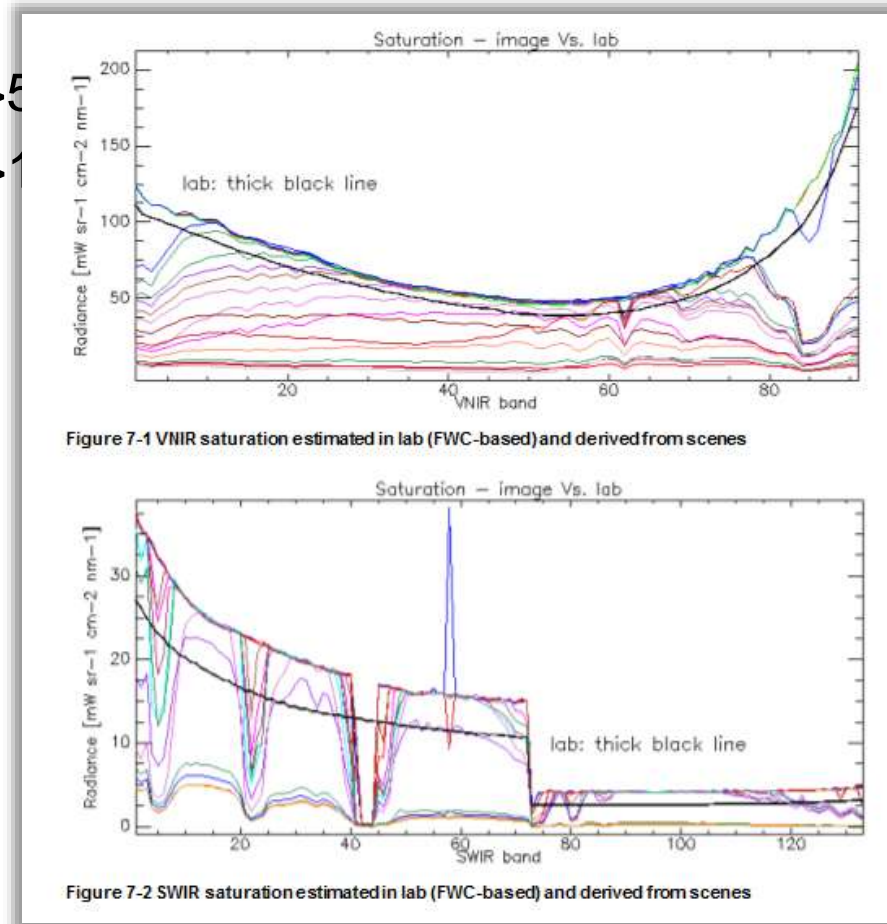 >5
>1
Saturation – image Vs. lab
Radiance [mW sr–1 cm–2 nm–1]
200
150
100
50
lab: thick black line
20
40
60
80
VNIR band
Figure 7-1 VNIR saturation estimated in lab (FWC-based) and derived from scenes
Saturation – image Vs. lab
Radiance [mW sr–1 cm–2 nm–1]
30
20
10
0
lab: thick black line
20
40
60
80
100
120
SWIR band
Figure 7-2 SWIR saturation estimated in lab (FWC-based) and derived from scenes